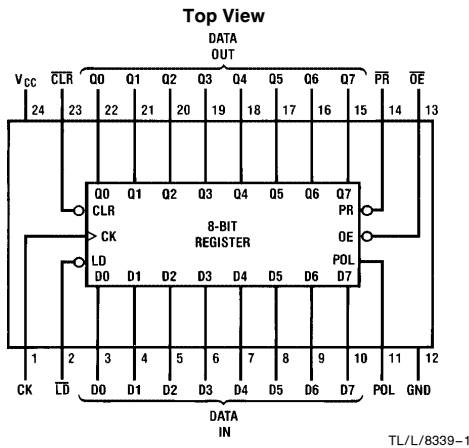 Top View
DATA
OUT
VCC CLR Q0 Q1 Q2 Q3 Q4 Q5 Q6 Q7 PR OE
24 23 22 21 20 19 18 17 16 15 14 13
Q0 Q1 Q2 Q3 Q4 Q5 Q6 Q7
CLR PR
8-BIT
CK REGISTER OE
LD POL
D0 D1 D2 D3 D4 D5 D6 D7
1 2 3 4 5 6 7 8 9 10 11 12
CK LD D0 D1 D2 D3 D4 D5 D6 D7 POL GND
DATA
IN
TL/L/8339-1